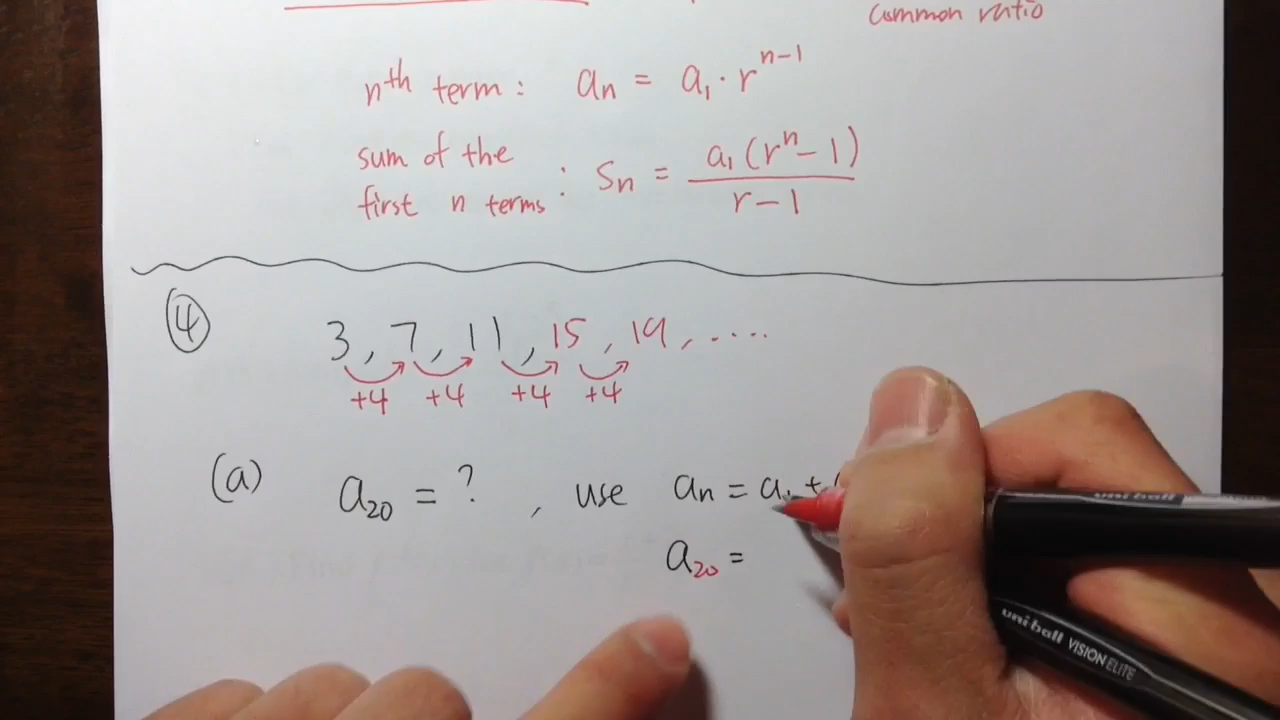 common ratio
nth term : an = a1 · r^n-1
sum of the first n terms : Sn = a1 (r^n - 1) / r - 1
4
3, 7, 11, 15, 19, ....
+4 +4 +4 +4
(a) a20 = ? , use an = a1 + (
a20 =
uni-ball
uni-ball VISION ELITE